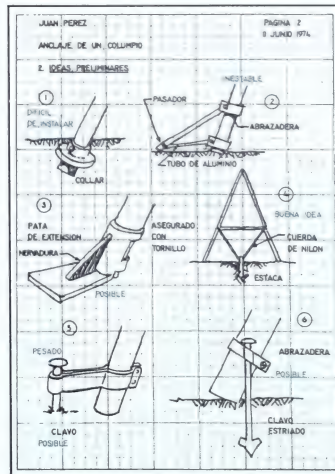 JUAN PEREZ
PAGINA 2
8 JUNIO 1974
ANCLAJE DE UN COLUMPIO
2. IDEAS PRELIMINARES
1
DIFICIL
DE INSTALAR
COLLAR
INESTABLE
2
PASADOR
ABRAZADERA
TUBO DE ALUMINIO
3
PATA
DE EXTENSION
NERVADURA
ASEGURADO
CON
TORNILLO
POSIBLE
4
BUENA IDEA
CUERDA
DE NILON
ESTACA
5
PESADO
CLAVO
POSIBLE
6
ABRAZADERA
POSIBLE
CLAVO
ESTRIADO